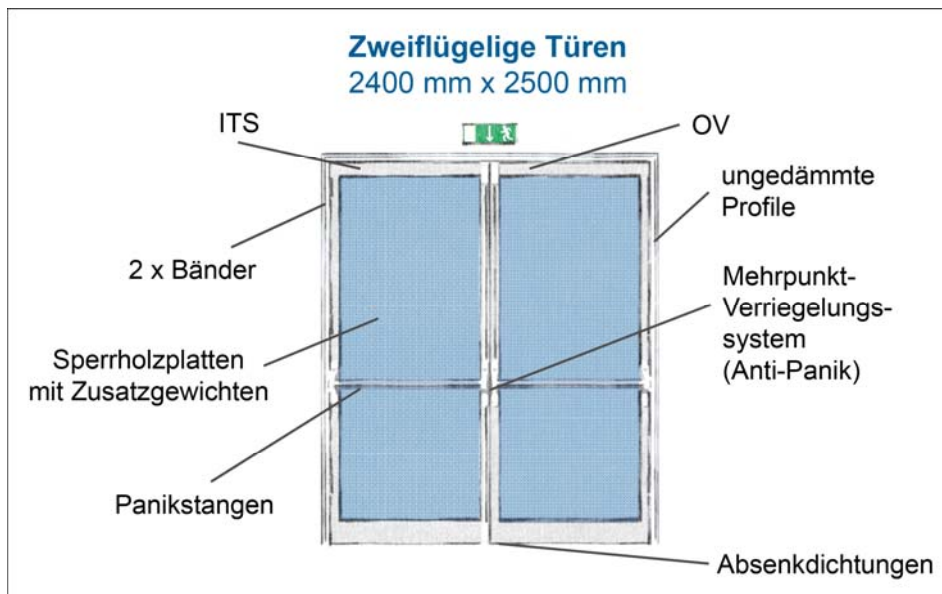 Zweiflügelige Türen
2400 mm x 2500 mm
ITS
OV
ungedämmte
Profile
2 x Bänder
Mehrpunkt-
Verriegelungs-
system
(Anti-Panik)
Sperrholzplatten
mit Zusatzgewichten
Panikstangen
Absenkdichtungen